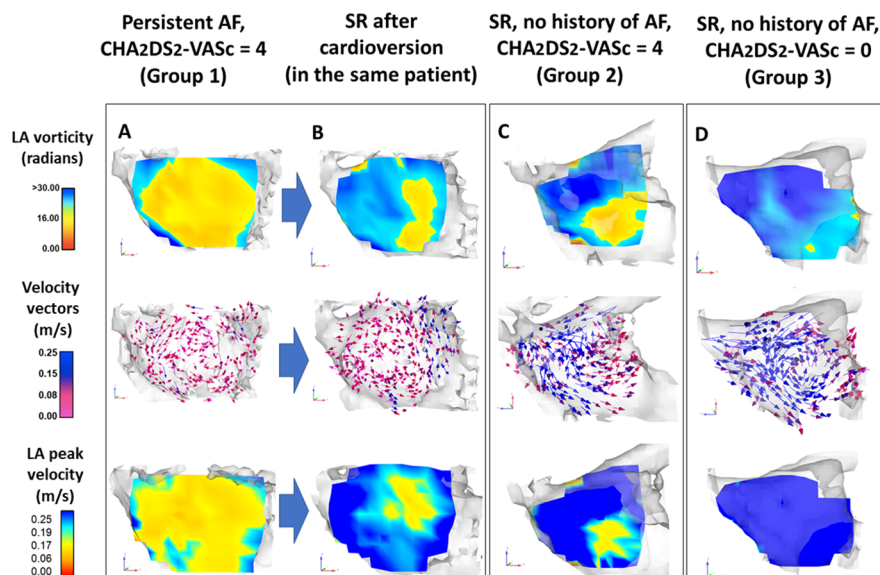 Persistent AF,
CHA2DS2-VASc = 4
(Group 1)
SR after
cardioversion
(in the same patient)
SR, no history of AF,
CHA2DS2-VASc = 4
(Group 2)
SR, no history of AF,
CHA2DS2-VASc = 0
(Group 3)
LA vorticity
(radians)
>30.00
16.00
0.00
A
B
C
D
Velocity
vectors
(m/s)
0.25
0.17
0.08
0.00
LA peak
velocity
(m/s)
0.25
0.19
0.17
0.13
0.06
0.00